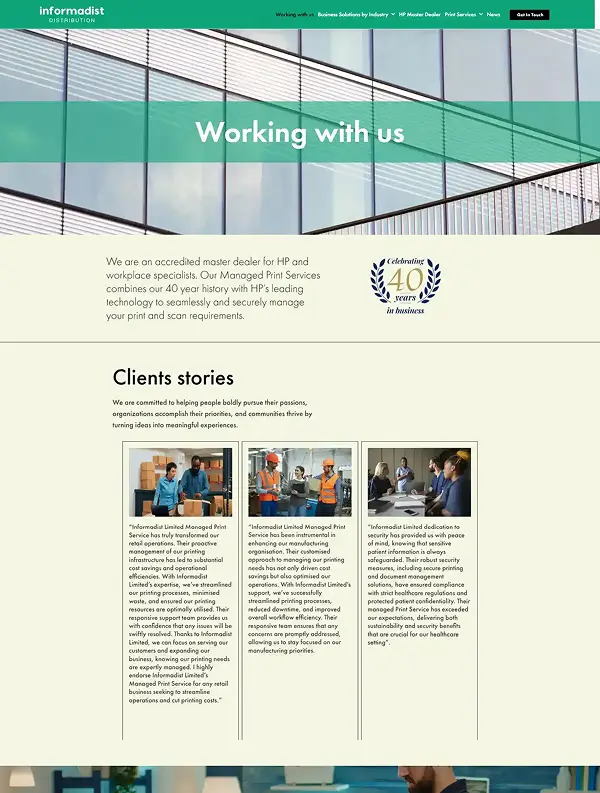 informadist
DISTRIBUTION
Working with us Business Solutions by Industry HP Master Dealer Print Services News Get In Touch
Working with us
We are an accredited master dealer for HP and
workplace specialists. Our Managed Print Services
combines our 40 year history with HP's leading
technology to seamlessly and securely manage
your print and scan requirements.
Celebrating
40
years
in business
Clients stories
We are committed to helping people boldly pursue their passions,
organizations accomplish their priorities, and communities thrive by
turning ideas into meaningful experiences.
"Informadist Limited Managed Print
Service has truly transformed our
retail operations. Their proactive
management of our printing
infrastructure has led to substantial
cost savings and operational
efficiencies. With Informadist
Limited's expertise, we've streamlined
our printing processes, minimised
waste, and ensured our printing
resources are optimally utilised. Their
responsive support team provides us
with confidence that any issues will be
swiftly resolved. Thanks to Informadist
Limited, we can focus on serving our
customers and expanding our
business, knowing our printing needs
are expertly managed. I highly
endorse Informadist Limited's
Managed Print Service for any retail
business seeking to streamline
operations and cut printing costs."
"Informadist Limited Managed Print
Service has been instrumental in
enhancing our manufacturing
organisation. Their customised
approach to managing our printing
needs has not only driven cost
savings but also optimised our
operations. With Informadist Limited's
support, we've successfully
streamlined printing processes,
reduced downtime, and improved
overall workflow efficiency. Their
responsive team ensures that any
concerns are promptly addressed,
allowing us to stay focused on our
manufacturing priorities.
"Informadist Limited dedication to
security has provided us with peace
of mind, knowing that sensitive
patient information is always
safeguarded. Their robust security
measures, including secure printing
and document management
solutions, have ensured compliance
with strict healthcare regulations and
protected patient confidentiality. Their
managed Print Service has exceeded
our expectations, delivering both
sustainability and security benefits
that are crucial for our healthcare
setting".